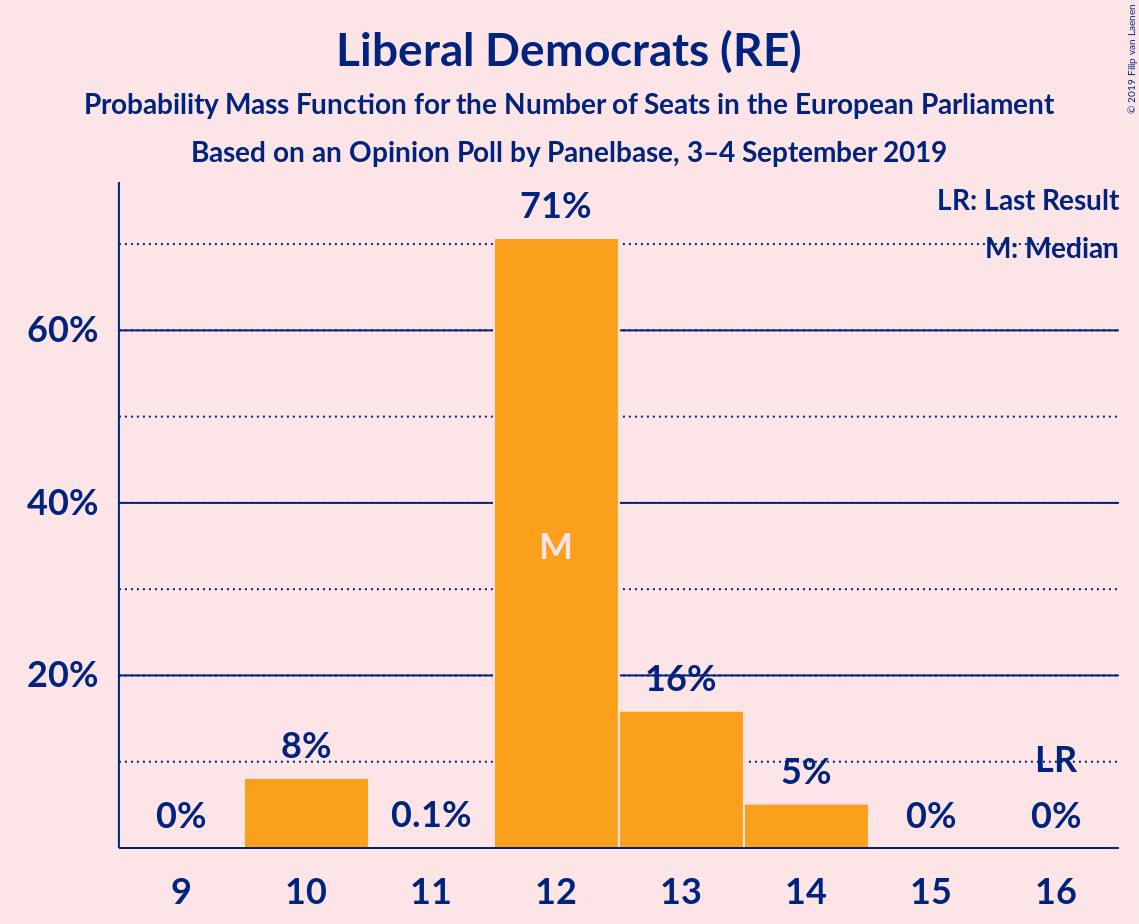 Liberal Democrats (RE)
Probability Mass Function for the Number of Seats in the European Parliament
Based on an Opinion Poll by Panelbase, 3–4 September 2019
© 2019 Filip van Laenen
LR: Last Result
M: Median
71%
60%
40%
M
20%
16%
8%
5%
LR
0%
0.1%
0%
0%
9 10 11 12 13 14 15 16